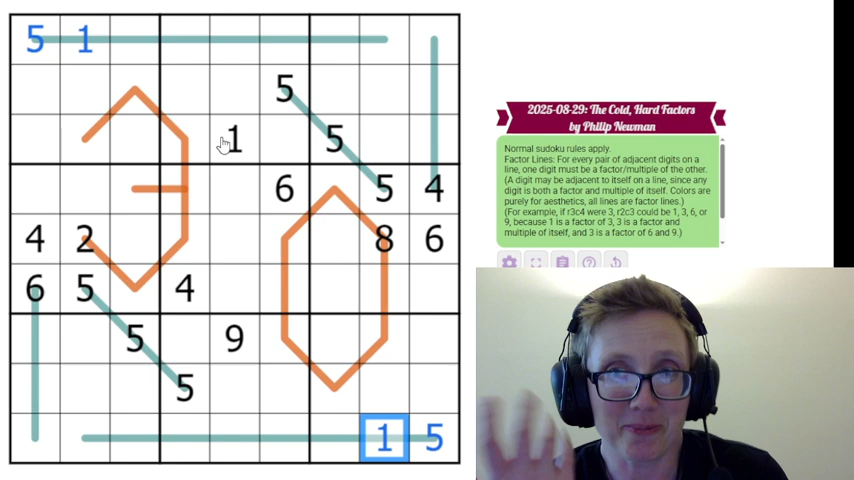 5 1
5
1 5
6 5 4
4 2 8 6
6 5 4
5 9
5
1 5
2025-08-29: The Cold, Hard Factors
by Philip Newman
Normal sudoku rules apply.
Factor Lines: For every pair of adjacent digits on a
line, one digit must be a factor/multiple of the other.
(A digit may be adjacent to itself on a line, since any
digit is both a factor and multiple of itself. Colors are
purely for aesthetics, all lines are factor lines.)
(For example, if r3c4 were 3, r2c3 could be 1, 3, 6, or
9, because 1 is a factor of 3, 3 is a factor and
multiple of itself, and 3 is a factor of 6 and 9.)